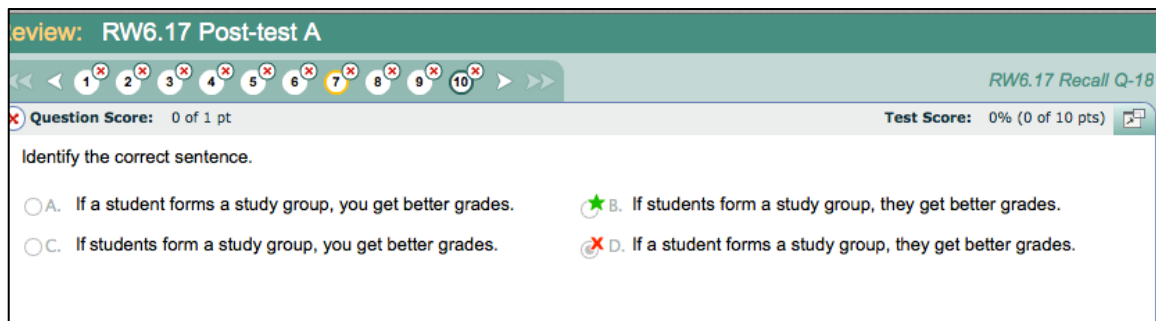 eview: RW6.17 Post-test A
1 2 3 4 5 6 7 8 9 10
RW6.17 Recall Q-18
Question Score: 0 of 1 pt Test Score: 0% (0 of 10 pts)
Identify the correct sentence.
A. If a student forms a study group, you get better grades. B. If students form a study group, they get better grades.
C. If students form a study group, you get better grades. D. If a student forms a study group, they get better grades.